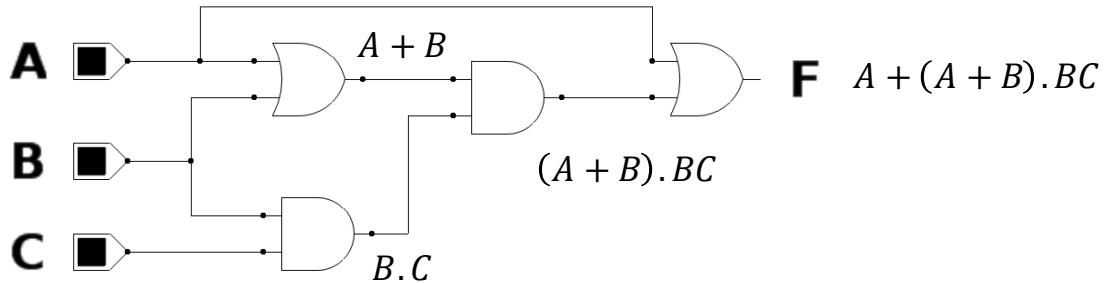 A
A + B
F A + (A + B).BC
B
(A + B).BC
C
B.C